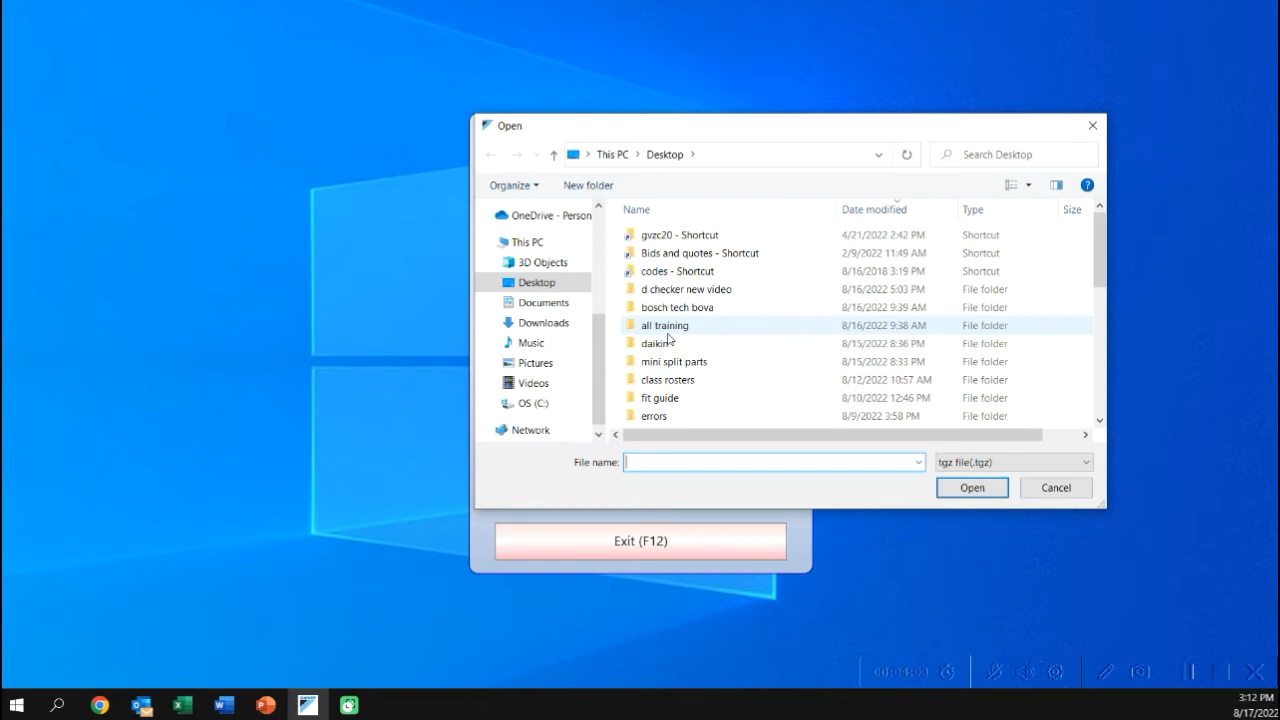 Open
This PC > Desktop >
Search Desktop
Organize
New folder
Name Date modified Type Size
OneDrive - Person
This PC
3D Objects
Desktop
Documents
Downloads
Music
Pictures
Videos
OS (C:)
Network
gvzc20 - Shortcut 4/21/2022 2:42 PM Shortcut
Bids and quotes - Shortcut 2/9/2022 11:49 AM Shortcut
codes - Shortcut 8/16/2018 3:19 PM Shortcut
d checker new video 8/16/2022 5:03 PM File folder
bosch tech bova 8/16/2022 9:39 AM File folder
all training 8/16/2022 9:38 AM File folder
daikin 8/15/2022 8:36 PM File folder
mini split parts 8/15/2022 8:33 PM File folder
class rosters 8/12/2022 10:57 AM File folder
fit guide 8/10/2022 12:46 PM File folder
errors 8/9/2022 3:58 PM File folder
File name:
tgz file(.tgz)
Open Cancel
Exit (F12)
3:12 PM
8/17/2022